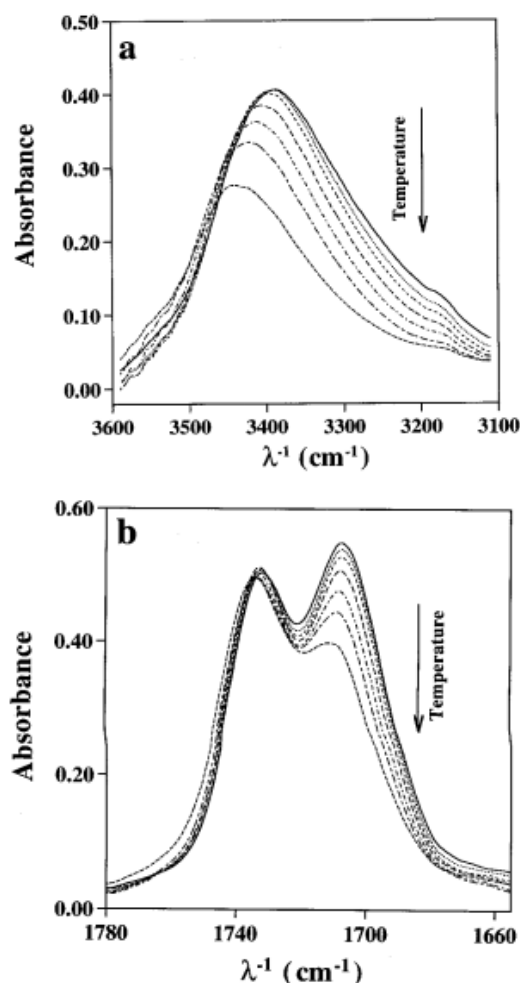 a
0.50
0.40
0.30
0.20
0.10
0.00
Absorbance
Temperature
3600 3500 3400 3300 3200 3100
λ⁻¹ (cm⁻¹)
b
0.60
0.40
0.20
0.00
Absorbance
Temperature
1780 1740 1700 1660
λ⁻¹ (cm⁻¹)